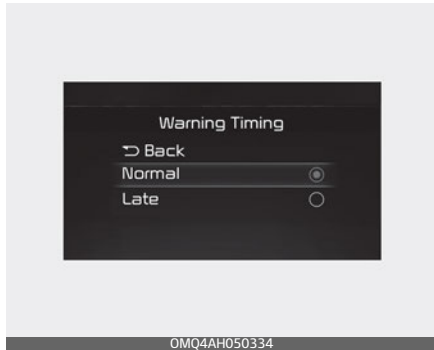 Warning Timing
Back
Normal
Late
OMQ4AH050334